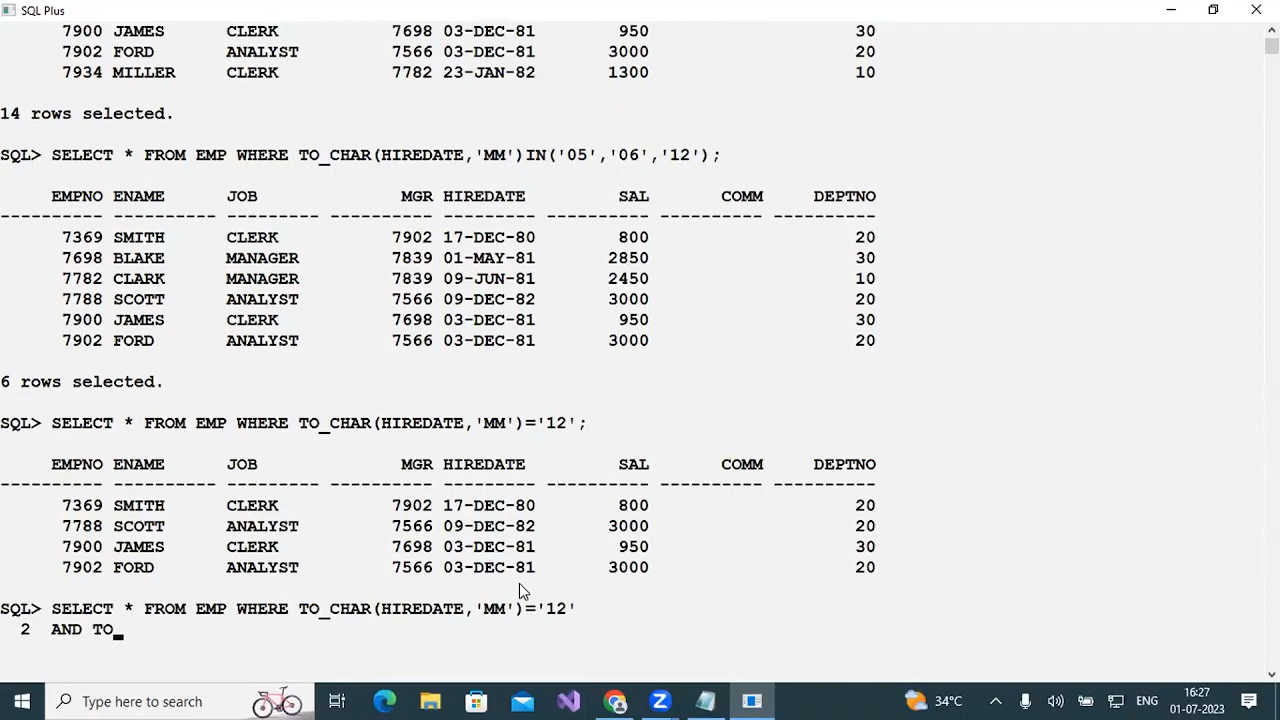 SQL Plus
7900 JAMES CLERK 7698 03-DEC-81 950 30
7902 FORD ANALYST 7566 03-DEC-81 3000 20
7934 MILLER CLERK 7782 23-JAN-82 1300 10
14 rows selected.
SQL> SELECT * FROM EMP WHERE TO_CHAR(HIREDATE,'MM')IN('05','06','12');
EMPNO ENAME JOB MGR HIREDATE SAL COMM DEPTNO
---------- ---------- --------- ---------- --------- ---------- ---------- ----------
7369 SMITH CLERK 7902 17-DEC-80 800 20
7698 BLAKE MANAGER 7839 01-MAY-81 2850 30
7782 CLARK MANAGER 7839 09-JUN-81 2450 10
7788 SCOTT ANALYST 7566 09-DEC-82 3000 20
7900 JAMES CLERK 7698 03-DEC-81 950 30
7902 FORD ANALYST 7566 03-DEC-81 3000 20
6 rows selected.
SQL> SELECT * FROM EMP WHERE TO_CHAR(HIREDATE,'MM')='12';
EMPNO ENAME JOB MGR HIREDATE SAL COMM DEPTNO
---------- ---------- --------- ---------- --------- ---------- ---------- ----------
7369 SMITH CLERK 7902 17-DEC-80 800 20
7788 SCOTT ANALYST 7566 09-DEC-82 3000 20
7900 JAMES CLERK 7698 03-DEC-81 950 30
7902 FORD ANALYST 7566 03-DEC-81 3000 20
SQL> SELECT * FROM EMP WHERE TO_CHAR(HIREDATE,'MM')='12'
2 AND TO_
Type here to search
34°C
ENG
16:27
01-07-2023